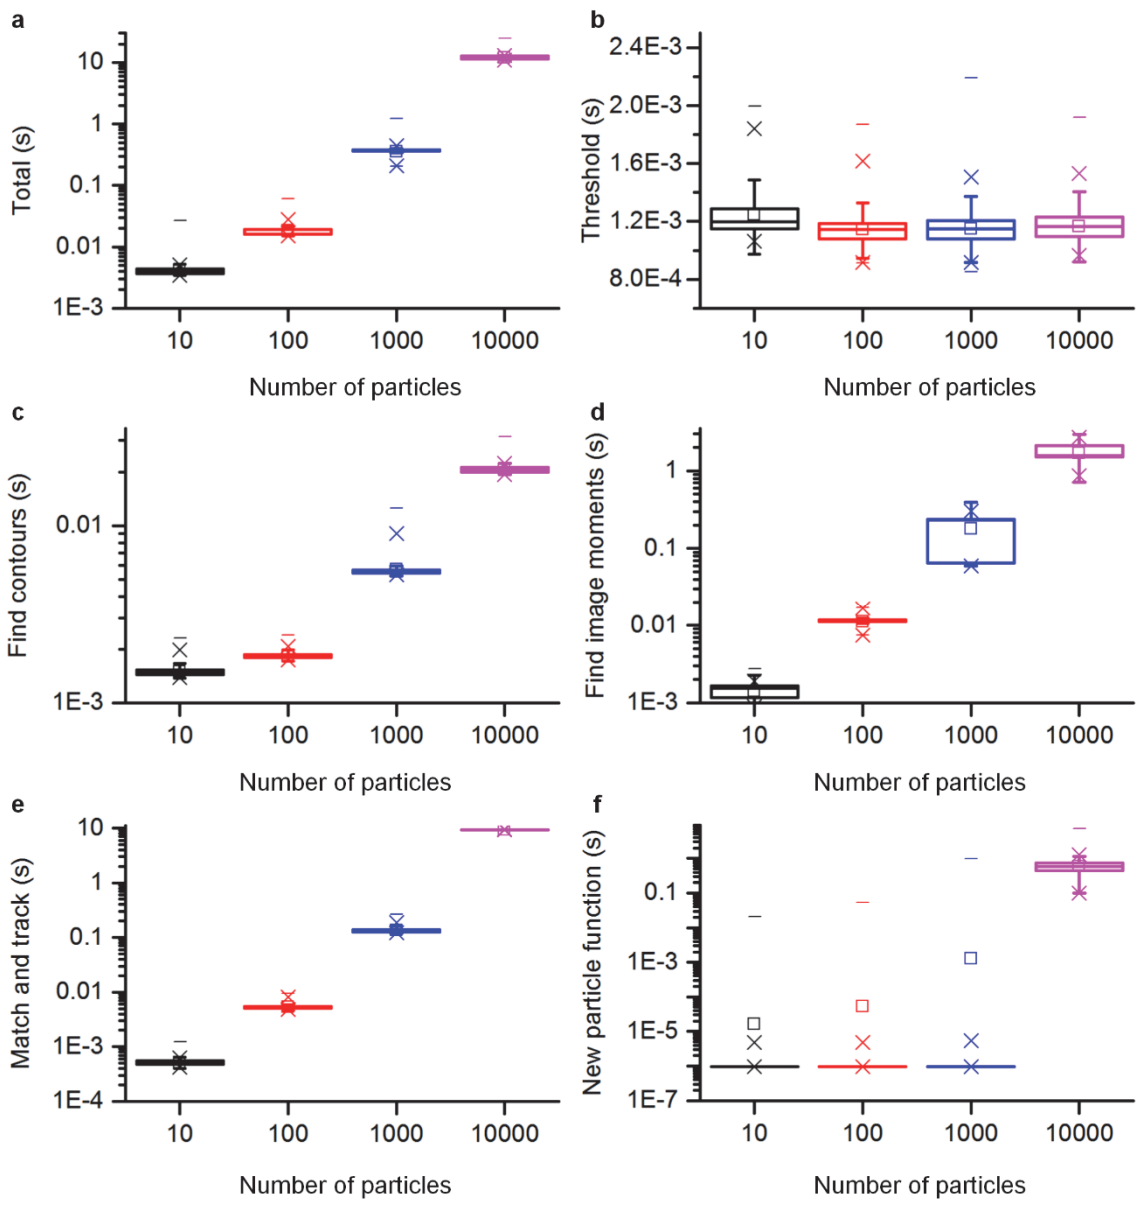 a
Total (s)
10
1
0.1
0.01
1E-3
10 100 1000 10000
Number of particles
b
Threshold (s)
2.4E-3
2.0E-3
1.6E-3
1.2E-3
8.0E-4
10 100 1000 10000
Number of particles
c
Find contours (s)
0.01
1E-3
10 100 1000 10000
Number of particles
d
Find image moments (s)
1
0.1
0.01
1E-3
10 100 1000 10000
Number of particles
e
Match and track (s)
10
1
0.1
0.01
1E-3
1E-4
10 100 1000 10000
Number of particles
f
New particle function (s)
0.1
1E-3
1E-5
1E-7
10 100 1000 10000
Number of particles